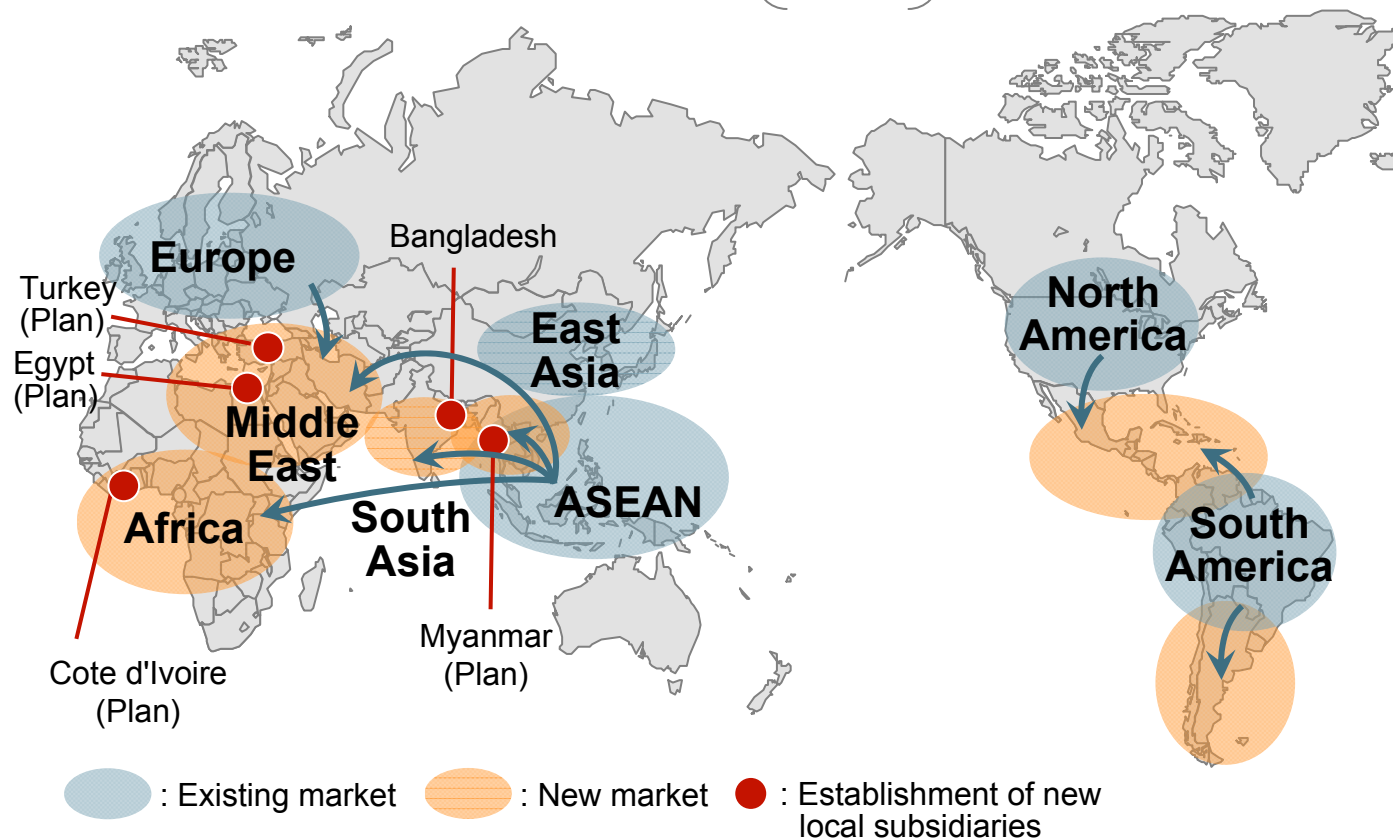 Europe
Bangladesh
Turkey
(Plan)
Egypt
(Plan)
East
Asia
North
America
Middle
East
Africa
South
Asia
ASEAN
South
America
Myanmar
(Plan)
Cote d'Ivoire
(Plan)
: Existing market
: New market
: Establishment of new
local subsidiaries